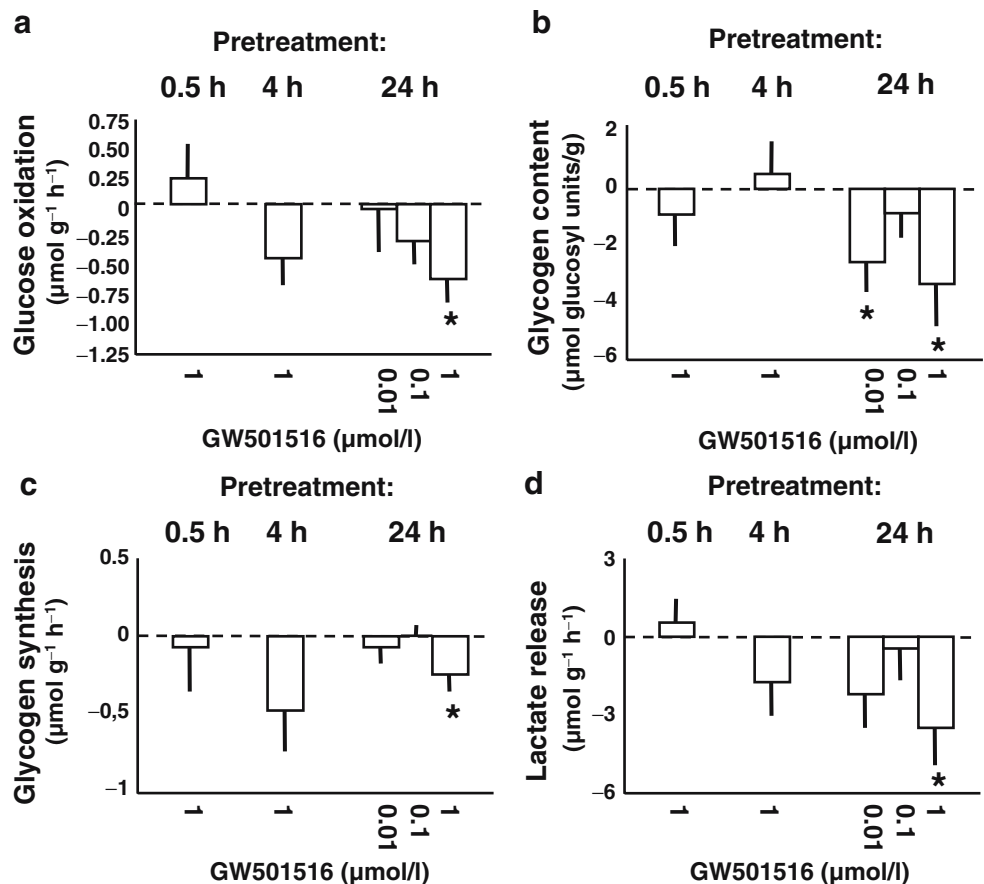 a
Pretreatment:
0.5 h 4 h 24 h
Glucose oxidation
(µmol g⁻¹ h⁻¹)
0.75
0.50
0.25
0
−0.25
−0.50
−0.75
−1.00
−1.25
*
1 1 0.01 0.1 1
GW501516 (µmol/l)
b
Pretreatment:
0.5 h 4 h 24 h
Glycogen content
(µmol glucosyl units/g)
2
0
−2
−4
−6
* *
1 1 0.01 0.1 1
GW501516 (µmol/l)
c
Pretreatment:
0.5 h 4 h 24 h
Glycogen synthesis
(µmol g⁻¹ h⁻¹)
0.5
0
−0,5
−1
*
1 1 0.01 0.1 1
GW501516 (µmol/l)
d
Pretreatment:
0.5 h 4 h 24 h
Lactate release
(µmol g⁻¹ h⁻¹)
3
0
−3
−6
*
1 1 0.01 0.1 1
GW501516 (µmol/l)